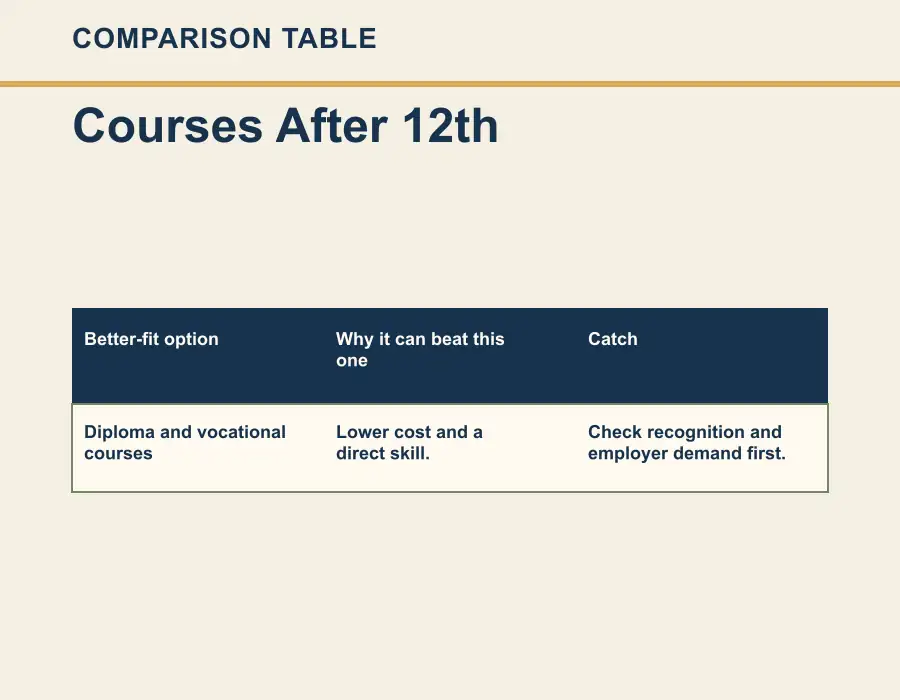 COMPARISON TABLE
Courses After 12th
Better-fit option
Why it can beat this
one
Catch
Diploma and vocational
courses
Lower cost and a
direct skill.
Check recognition and
employer demand first.